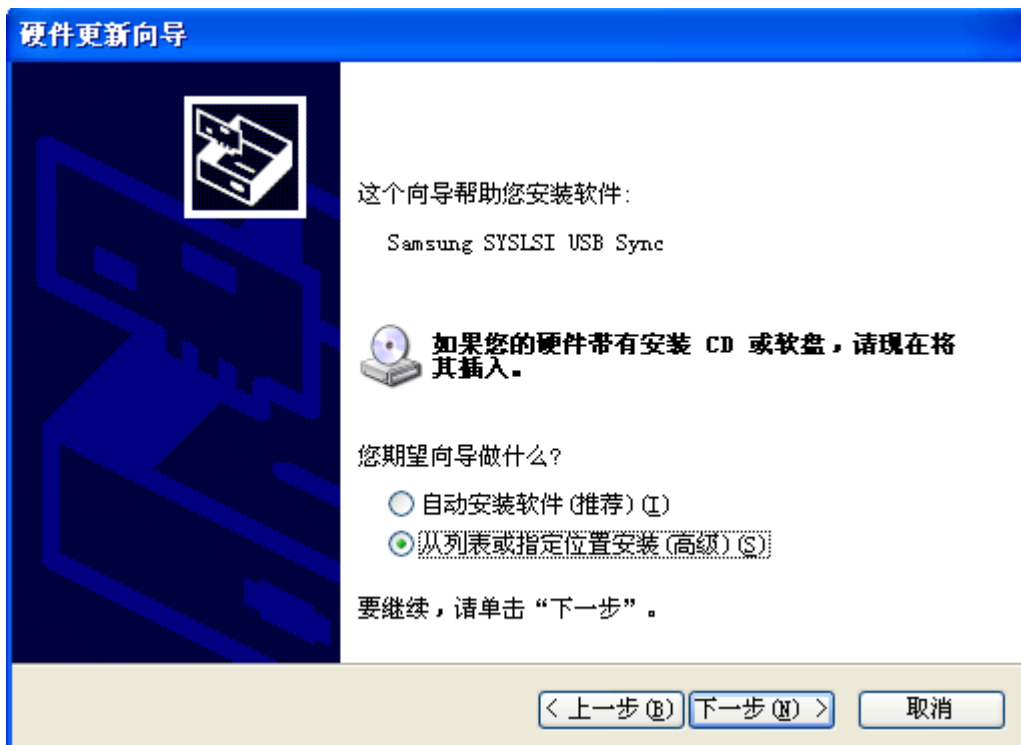 硬件更新向导
这个向导帮助您安装软件:
Samsung SYSLSI USB Sync
如果您的硬件带有安装 CD 或软盘,请现在将
其插入。
您期望向导做什么?
自动安装软件(推荐)(I)
从列表或指定位置安装(高级)(S)
要继续,请单击“下一步”。
< 上一步(B) 下一步(N) > 取消